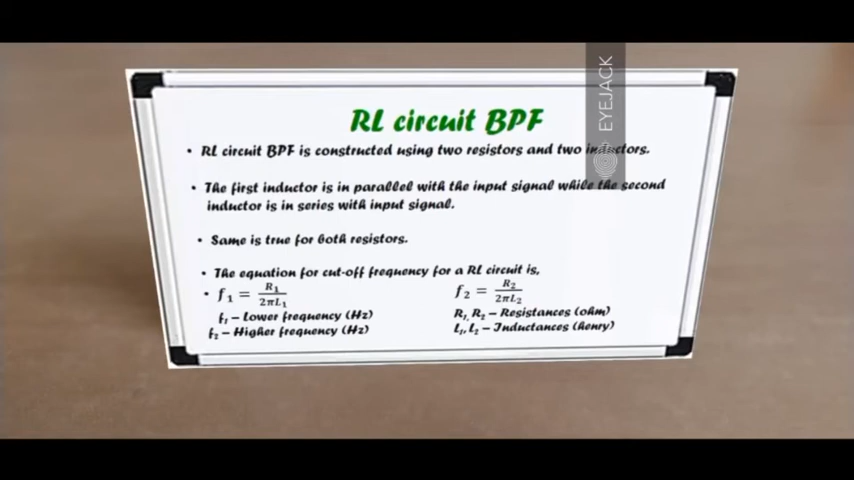 EYEJACK
RL circuit BPF
• RL circuit BPF is constructed using two resistors and two inductors.
• The first inductor is in parallel with the input signal while the second
inductor is in series with input signal.
• Same is true for both resistors.
• The equation for cut-off frequency for a RL circuit is,
• f₁ = R₁ / 2πL₁
f₂ = R₂ / 2πL₂
f₁ – Lower frequency (Hz)
f₂ – Higher frequency (Hz)
R₁, R₂ – Resistances (ohm)
L₁, L₂ – Inductances (henry)